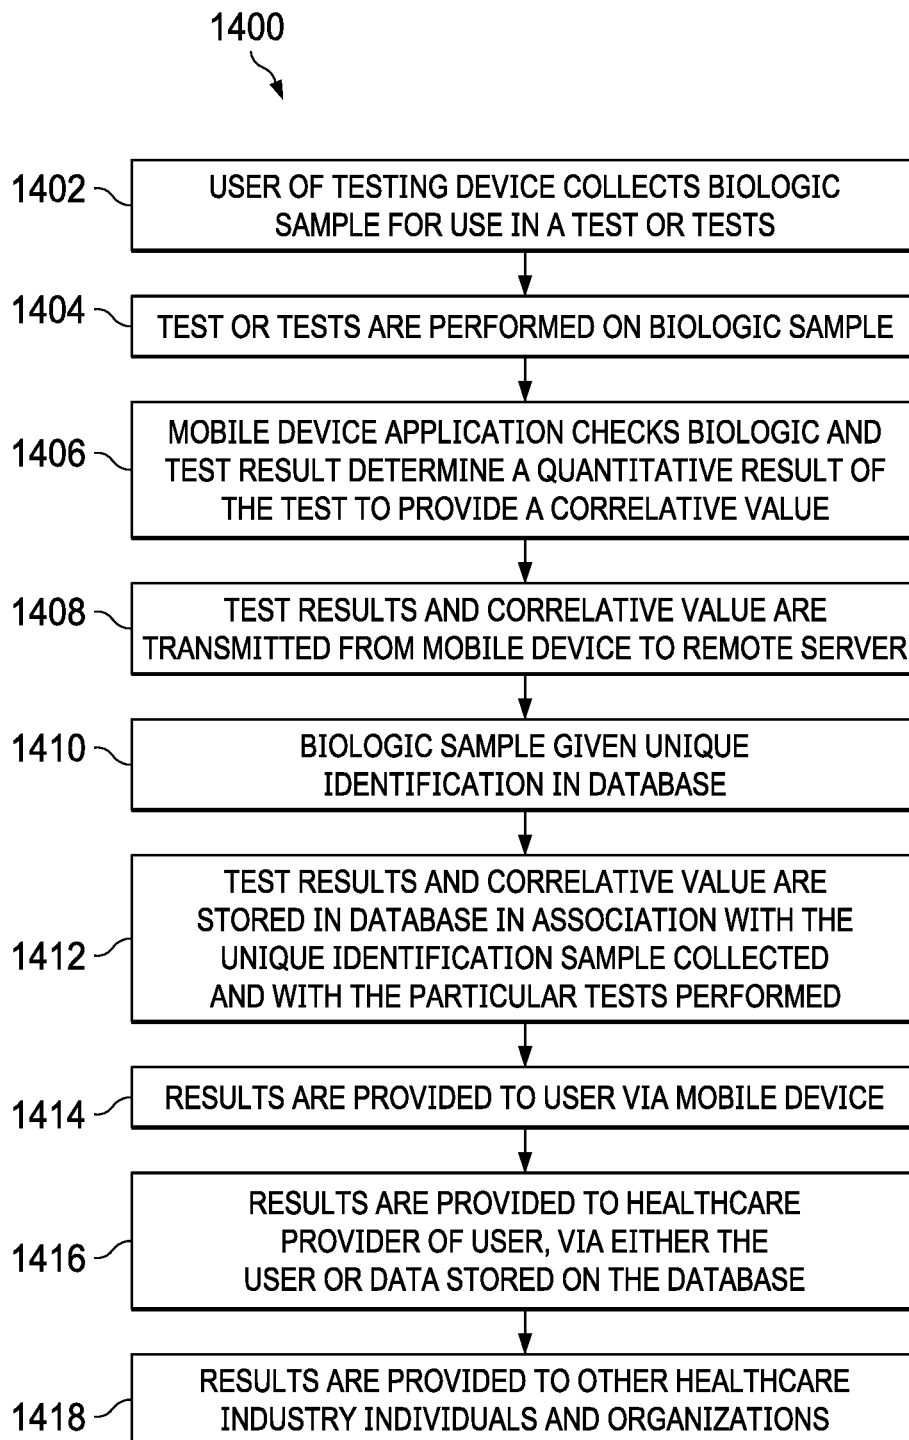 1400
1402
USER OF TESTING DEVICE COLLECTS BIOLOGIC
SAMPLE FOR USE IN A TEST OR TESTS
1404
TEST OR TESTS ARE PERFORMED ON BIOLOGIC SAMPLE
1406
MOBILE DEVICE APPLICATION CHECKS BIOLOGIC AND
TEST RESULT DETERMINE A QUANTITATIVE RESULT OF
THE TEST TO PROVIDE A CORRELATIVE VALUE
1408
TEST RESULTS AND CORRELATIVE VALUE ARE
TRANSMITTED FROM MOBILE DEVICE TO REMOTE SERVER
1410
BIOLOGIC SAMPLE GIVEN UNIQUE
IDENTIFICATION IN DATABASE
1412
TEST RESULTS AND CORRELATIVE VALUE ARE
STORED IN DATABASE IN ASSOCIATION WITH THE
UNIQUE IDENTIFICATION SAMPLE COLLECTED
AND WITH THE PARTICULAR TESTS PERFORMED
1414
RESULTS ARE PROVIDED TO USER VIA MOBILE DEVICE
1416
RESULTS ARE PROVIDED TO HEALTHCARE
PROVIDER OF USER, VIA EITHER THE
USER OR DATA STORED ON THE DATABASE
1418
RESULTS ARE PROVIDED TO OTHER HEALTHCARE
INDUSTRY INDIVIDUALS AND ORGANIZATIONS